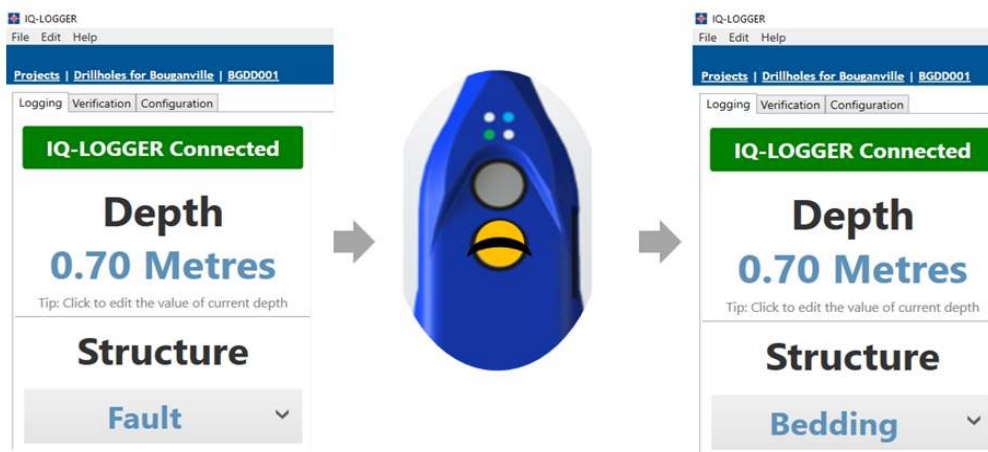 IQ-LOGGER
File Edit Help
Projects | Drillholes for Bouganville | BGDD001
Logging Verification Configuration
IQ-LOGGER Connected
Depth
0.70 Metres
Tip: Click to edit the value of current depth
Structure
Fault
IQ-LOGGER
File Edit Help
Projects | Drillholes for Bouganville | BGDD001
Logging Verification Configuration
IQ-LOGGER Connected
Depth
0.70 Metres
Tip: Click to edit the value of current depth
Structure
Bedding